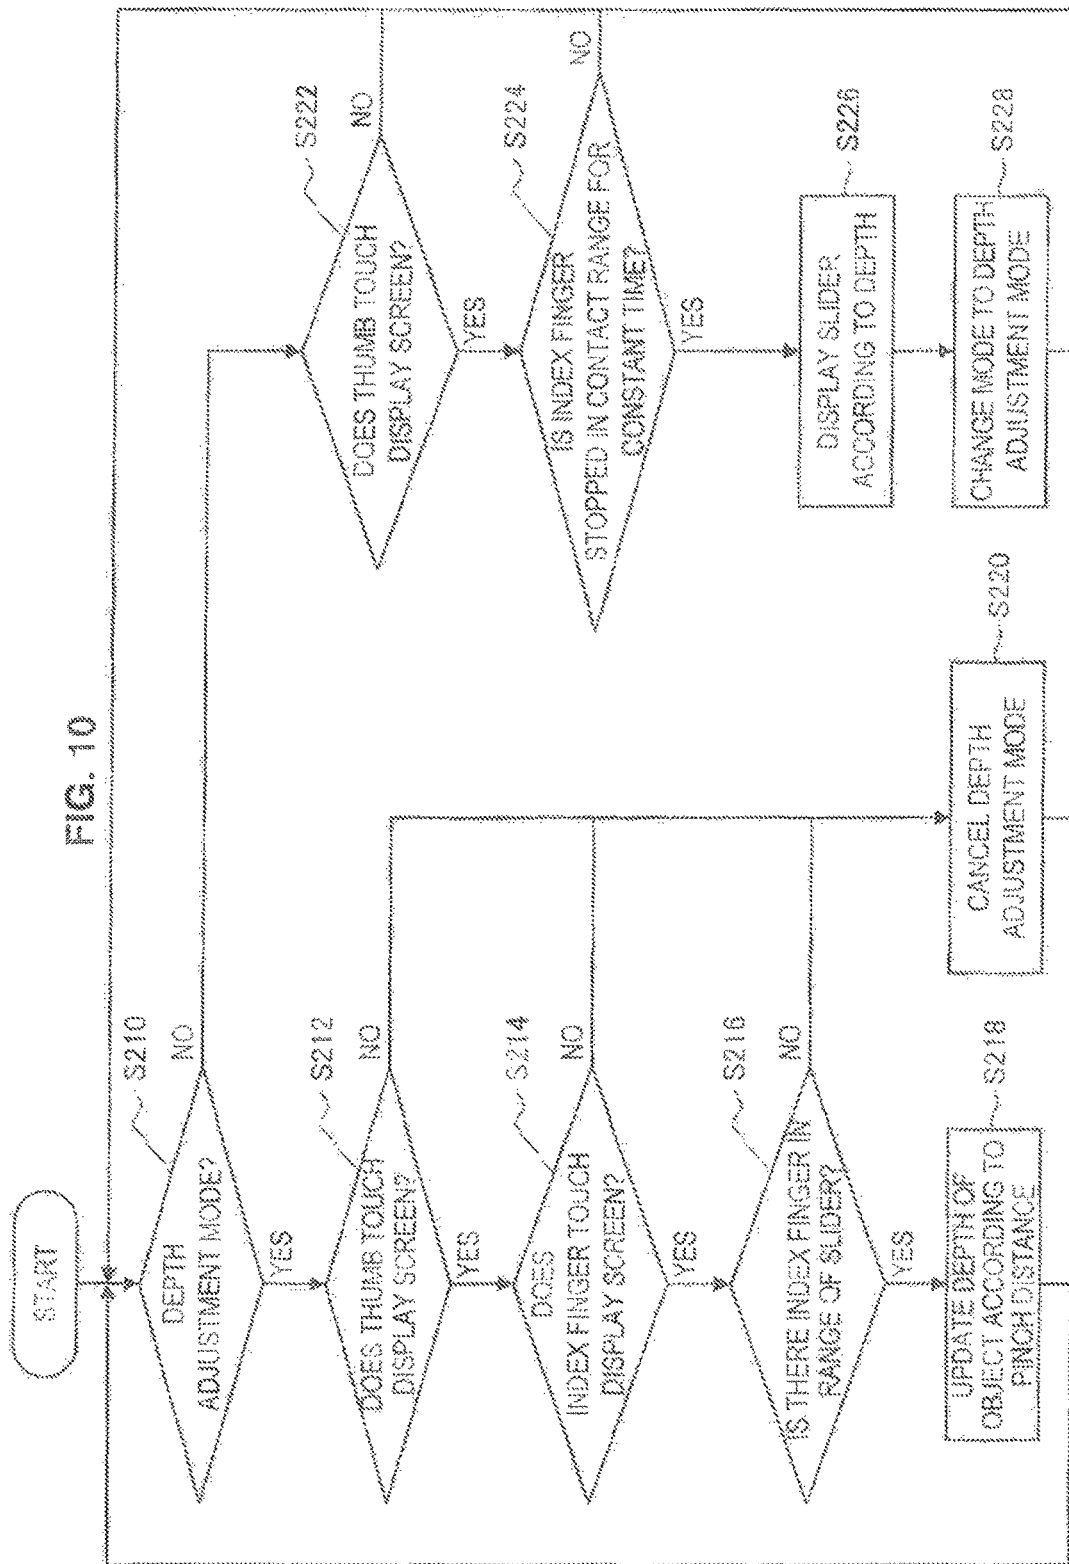 FIG. 10
START
DEPTH
ADJUSTMENT MODE?
S210
NO
YES
DOES THUMB TOUCH
DISPLAY SCREEN?
S212
NO
YES
DOES
INDEX FINGER TOUCH
DISPLAY SCREEN?
S214
NO
YES
IS THERE INDEX FINGER IN
RANGE OF SLIDER?
S216
NO
YES
UPDATE DEPTH OF
OBJECT ACCORDING TO
PINCH DISTANCE
S218
CANCEL DEPTH
ADJUSTMENT MODE
S220
DOES THUMB TOUCH
DISPLAY SCREEN?
S222
NO
YES
IS INDEX FINGER
STOPPED IN CONTACT RANGE FOR
CONSTANT TIME?
S224
NO
YES
DISPLAY SLIDER
ACCORDING TO DEPTH
S226
CHANGE MODE TO DEPTH
ADJUSTMENT MODE
S228